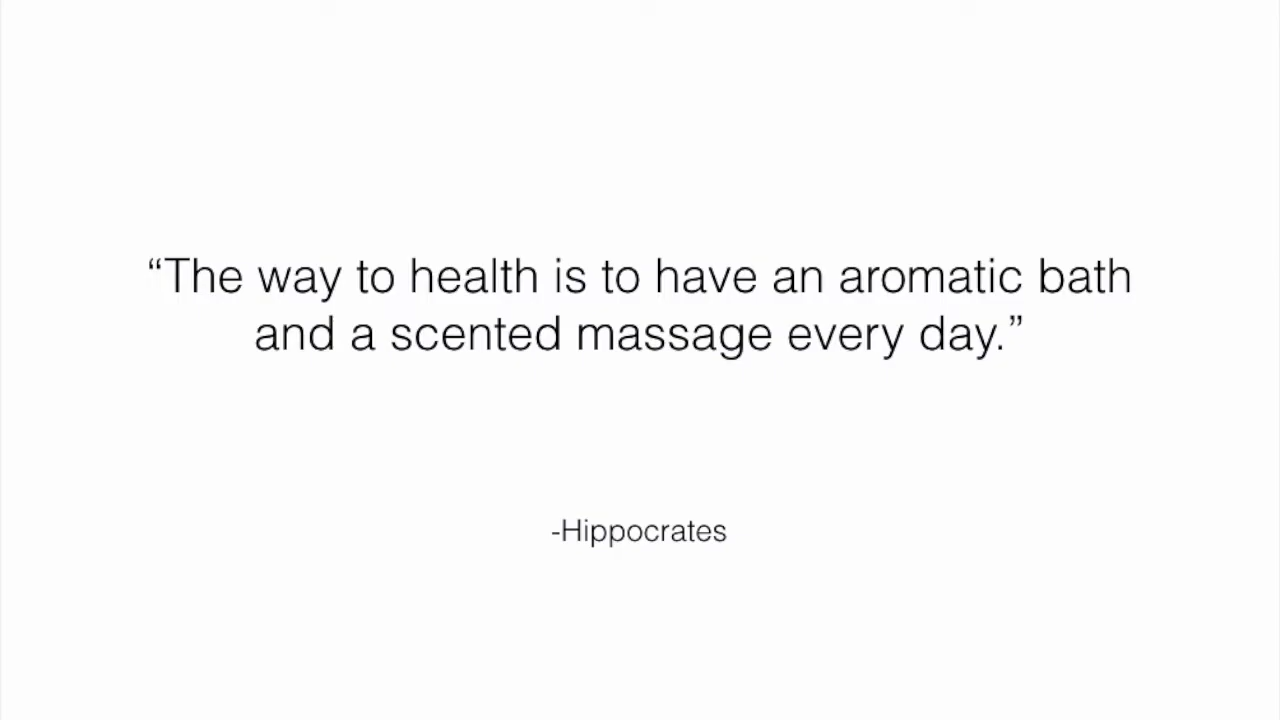 “The way to health is to have an aromatic bath
and a scented massage every day.”
-Hippocrates